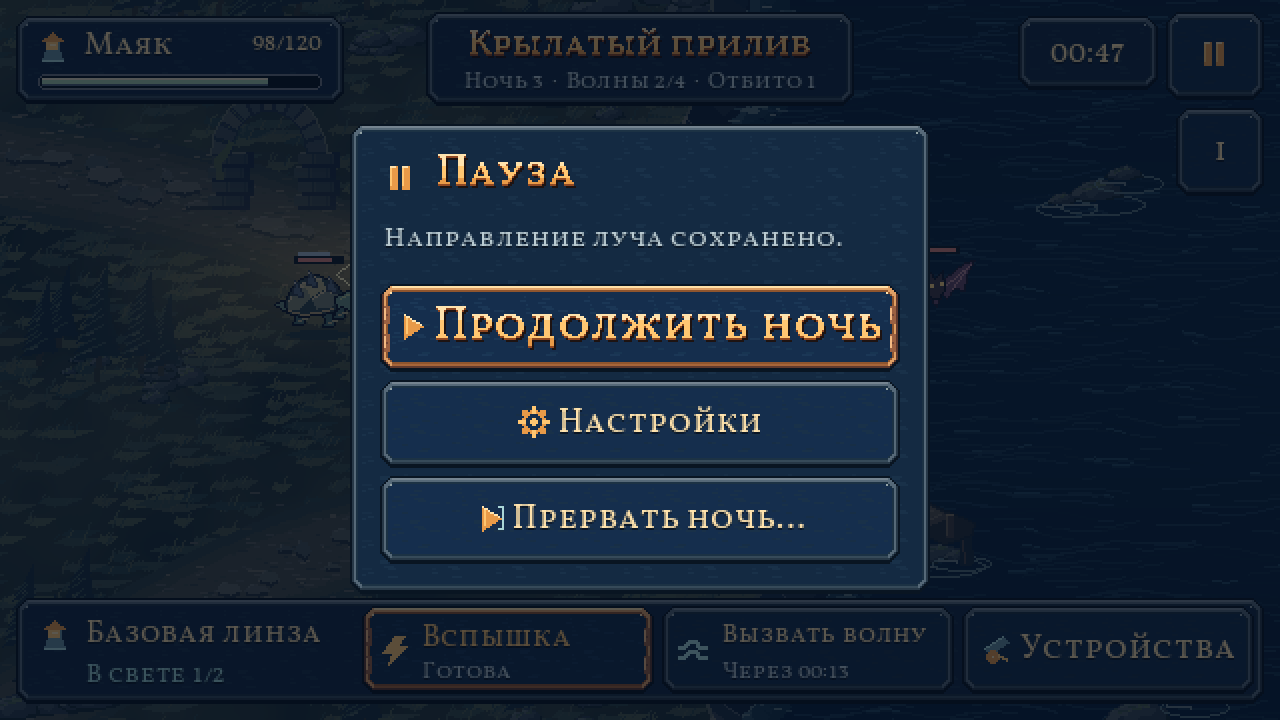 Маяк
98/120
Крылатый прилив
Ночь 3 · Волны 2/4 · Отбито 1
00:47
I
Пауза
Направление луча сохранено.
Продолжить ночь
Настройки
Прервать ночь...
Базовая линза
В свете 1/2
Вспышка
Готова
Вызвать волну
Через 00:13
Устройства